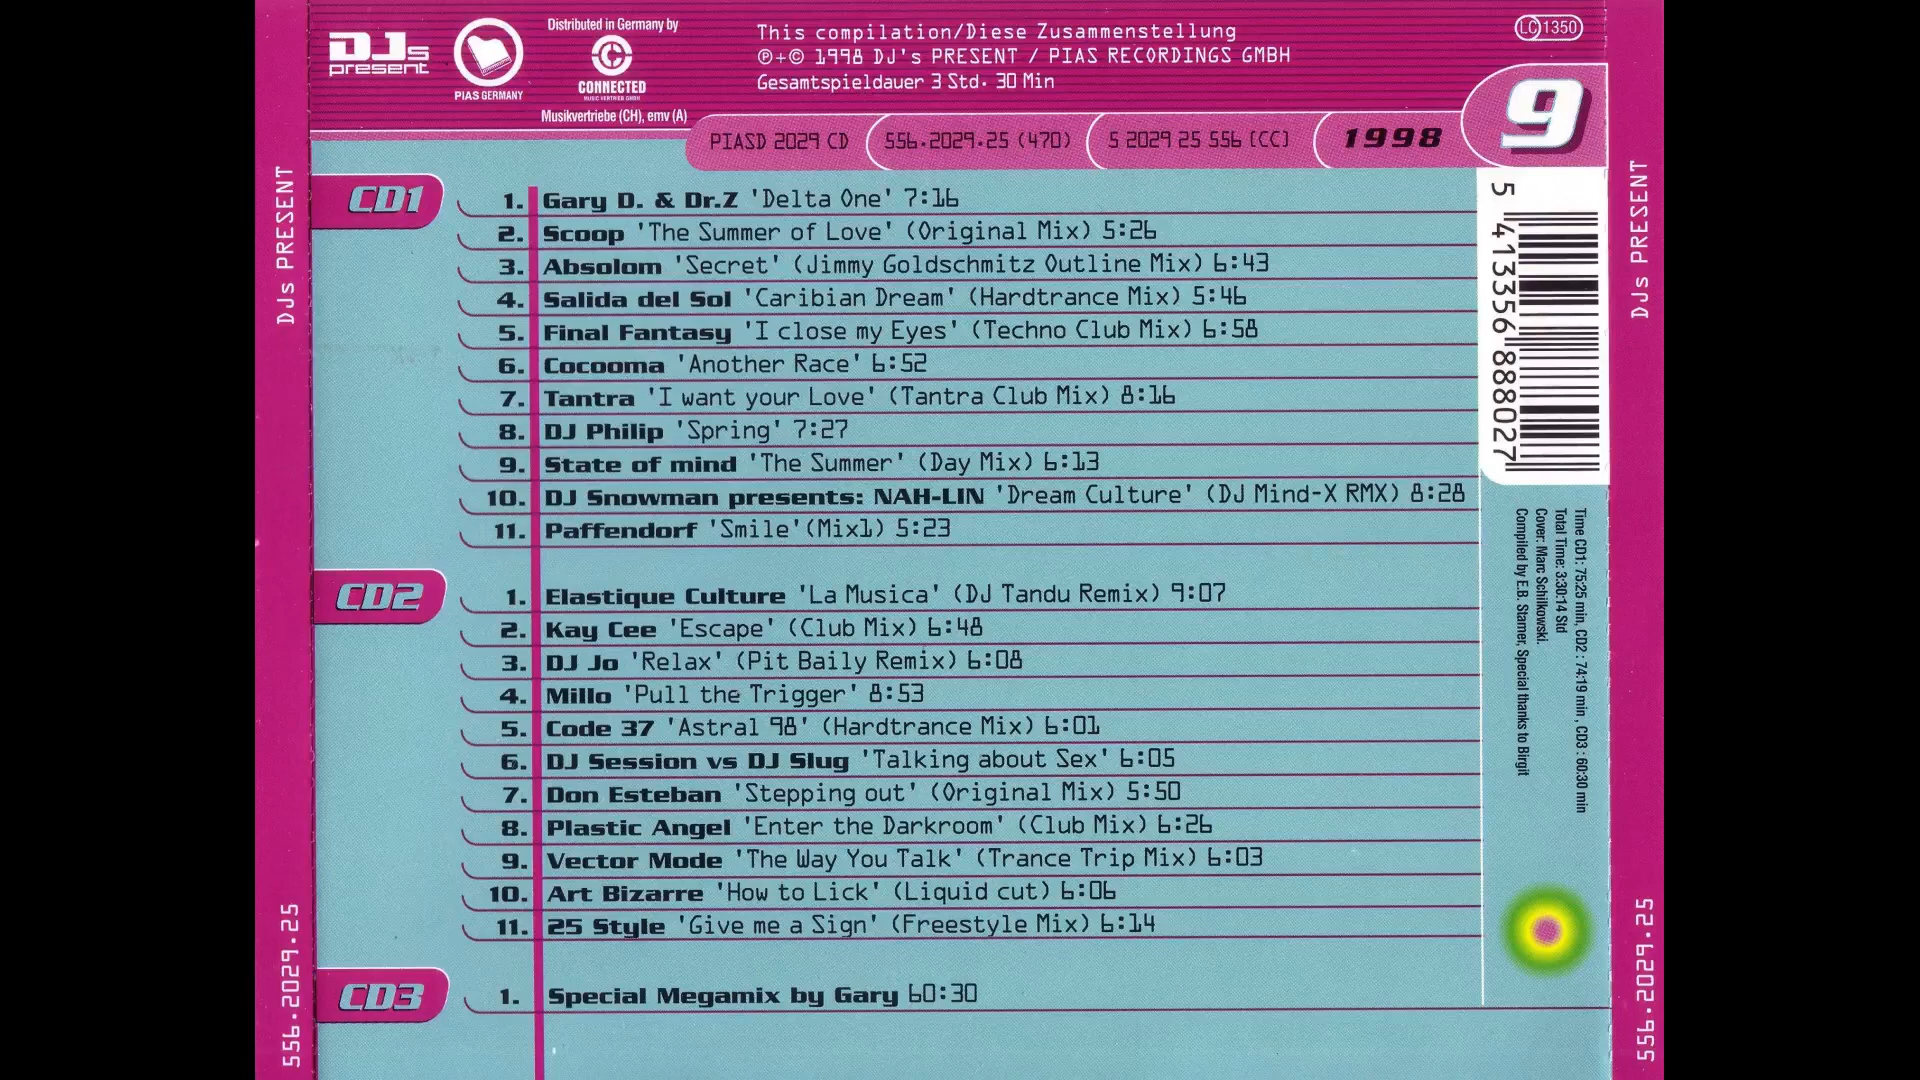 DJs
present
PIAS GERMANY
Distributed in Germany by
CONNECTED
MUSIC VERTRIEB GMBH
Musikvertriebe (CH), emv (A)
This compilation/Diese Zusammenstellung
℗+© 1998 DJ's PRESENT / PIAS RECORDINGS GMBH
Gesamtspieldauer 3 Std. 30 Min
LC 1350
PIASD 2029 CD
556.2029.25 (470)
5 2029 25 556 [CC]
1998
9
DJs PRESENT
556.2029.25
CD1
1. Gary D. & Dr.Z 'Delta One' 7:16
2. Scoop 'The Summer of Love' (Original Mix) 5:26
3. Absolom 'Secret' (Jimmy Goldschmitz Outline Mix) 6:43
4. Salida del Sol 'Caribian Dream' (Hardtrance Mix) 5:46
5. Final Fantasy 'I close my Eyes' (Techno Club Mix) 6:58
6. Cocooma 'Another Race' 6:52
7. Tantra 'I want your Love' (Tantra Club Mix) 8:16
8. DJ Philip 'Spring' 7:27
9. State of mind 'The Summer' (Day Mix) 6:13
10. DJ Snowman presents: NAH-LIN 'Dream Culture' (DJ Mind-X RMX) 8:28
11. Paffendorf 'Smile'(Mix1) 5:23
CD2
1. Elastique Culture 'La Musica' (DJ Tandu Remix) 9:07
2. Kay Cee 'Escape' (Club Mix) 6:48
3. DJ Jo 'Relax' (Pit Baily Remix) 6:08
4. Millo 'Pull the Trigger' 8:53
5. Code 37 'Astral 98' (Hardtrance Mix) 6:01
6. DJ Session vs DJ Slug 'Talking about Sex' 6:05
7. Don Esteban 'Stepping out' (Original Mix) 5:50
8. Plastic Angel 'Enter the Darkroom' (Club Mix) 6:26
9. Vector Mode 'The Way You Talk' (Trance Trip Mix) 6:03
10. Art Bizarre 'How to Lick' (Liquid cut) 6:06
11. 25 Style 'Give me a Sign' (Freestyle Mix) 6:14
CD3
1. Special Megamix by Gary 60:30
5 413356 888027
Time CD1: 75:25 min, CD2 : 74:19 min , CD3 : 60:30 min
Total Time: 3:30:14 Std
Cover: Marc Schilkowski.
Compiled by E.B. Stamer, Special thanks to Birgit
DJs PRESENT
556.2029.25